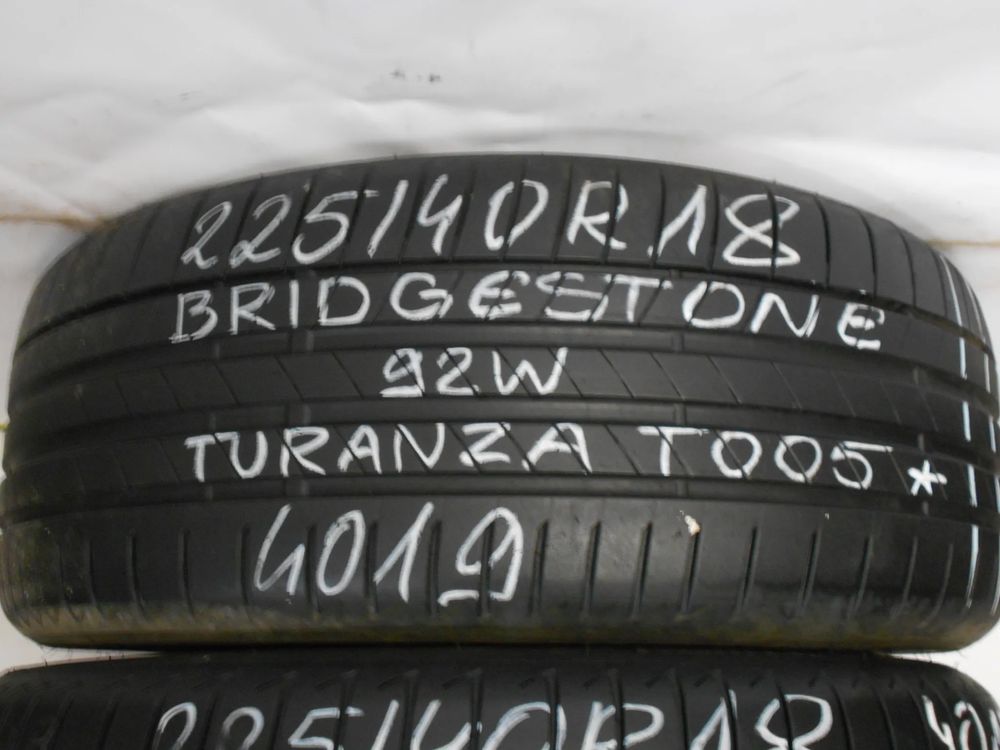 225/40R18
BRIDGESTONE
92W
TURANZA T005*
4019
225/40R18